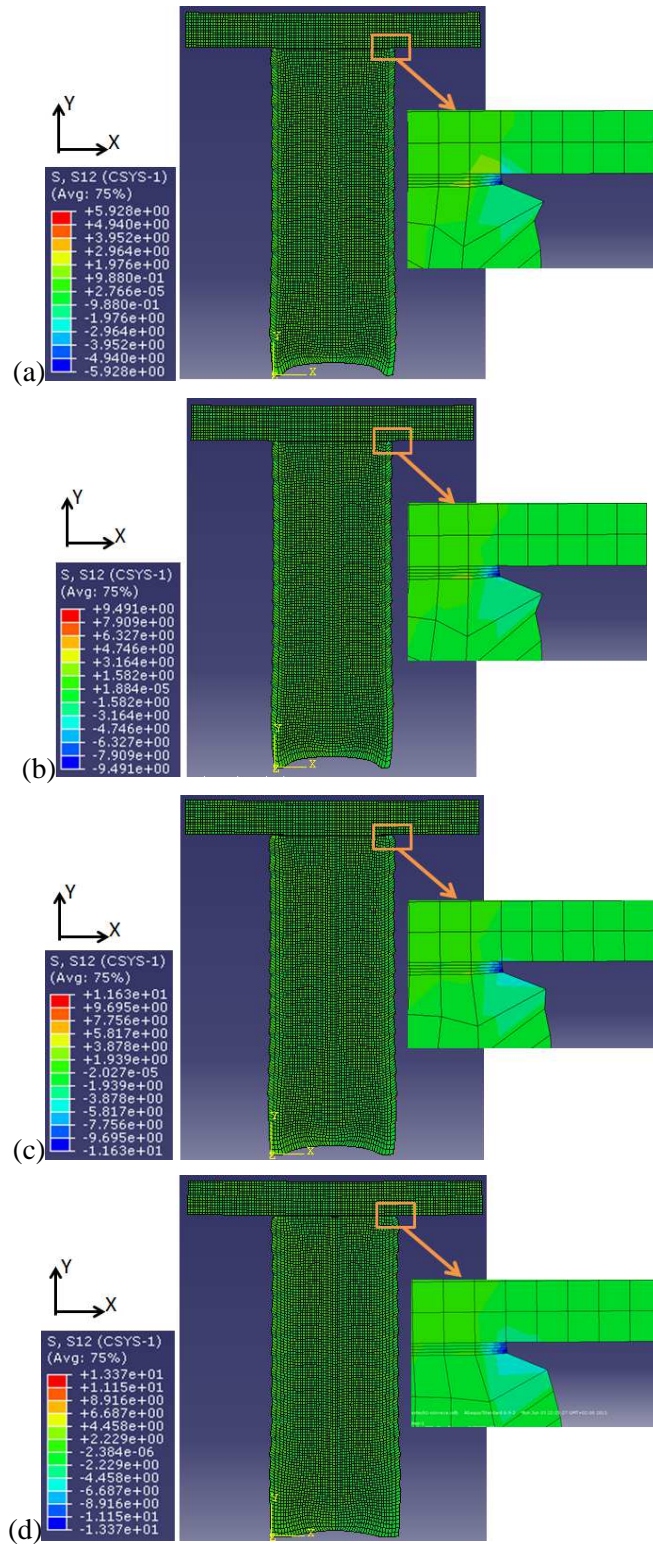 Y
X
S, S12 (CSYS-1)
(Avg: 75%)
+5.928e+00
+4.940e+00
+3.952e+00
+2.964e+00
+1.976e+00
+9.880e-01
+2.766e-05
-9.880e-01
-1.976e+00
-2.964e+00
-3.952e+00
-4.940e+00
-5.928e+00
Y
Z X
(a)
Y
X
S, S12 (CSYS-1)
(Avg: 75%)
+9.491e+00
+7.909e+00
+6.327e+00
+4.746e+00
+3.164e+00
+1.582e+00
+1.884e-05
-1.582e+00
-3.164e+00
-4.746e+00
-6.327e+00
-7.909e+00
-9.491e+00
Y
Z X
(b)
Y
X
S, S12 (CSYS-1)
(Avg: 75%)
+1.163e+01
+9.695e+00
+7.756e+00
+5.817e+00
+3.878e+00
+1.939e+00
-2.027e-05
-1.939e+00
-3.878e+00
-5.817e+00
-7.756e+00
-9.695e+00
-1.163e+01
Y
Z X
(c)
Y
X
S, S12 (CSYS-1)
(Avg: 75%)
+1.337e+01
+1.115e+01
+8.916e+00
+6.687e+00
+4.458e+00
+2.229e+00
-2.384e-06
-2.229e+00
-4.458e+00
-6.687e+00
-8.916e+00
-1.115e+01
-1.337e+01
Y
Z X
(d)